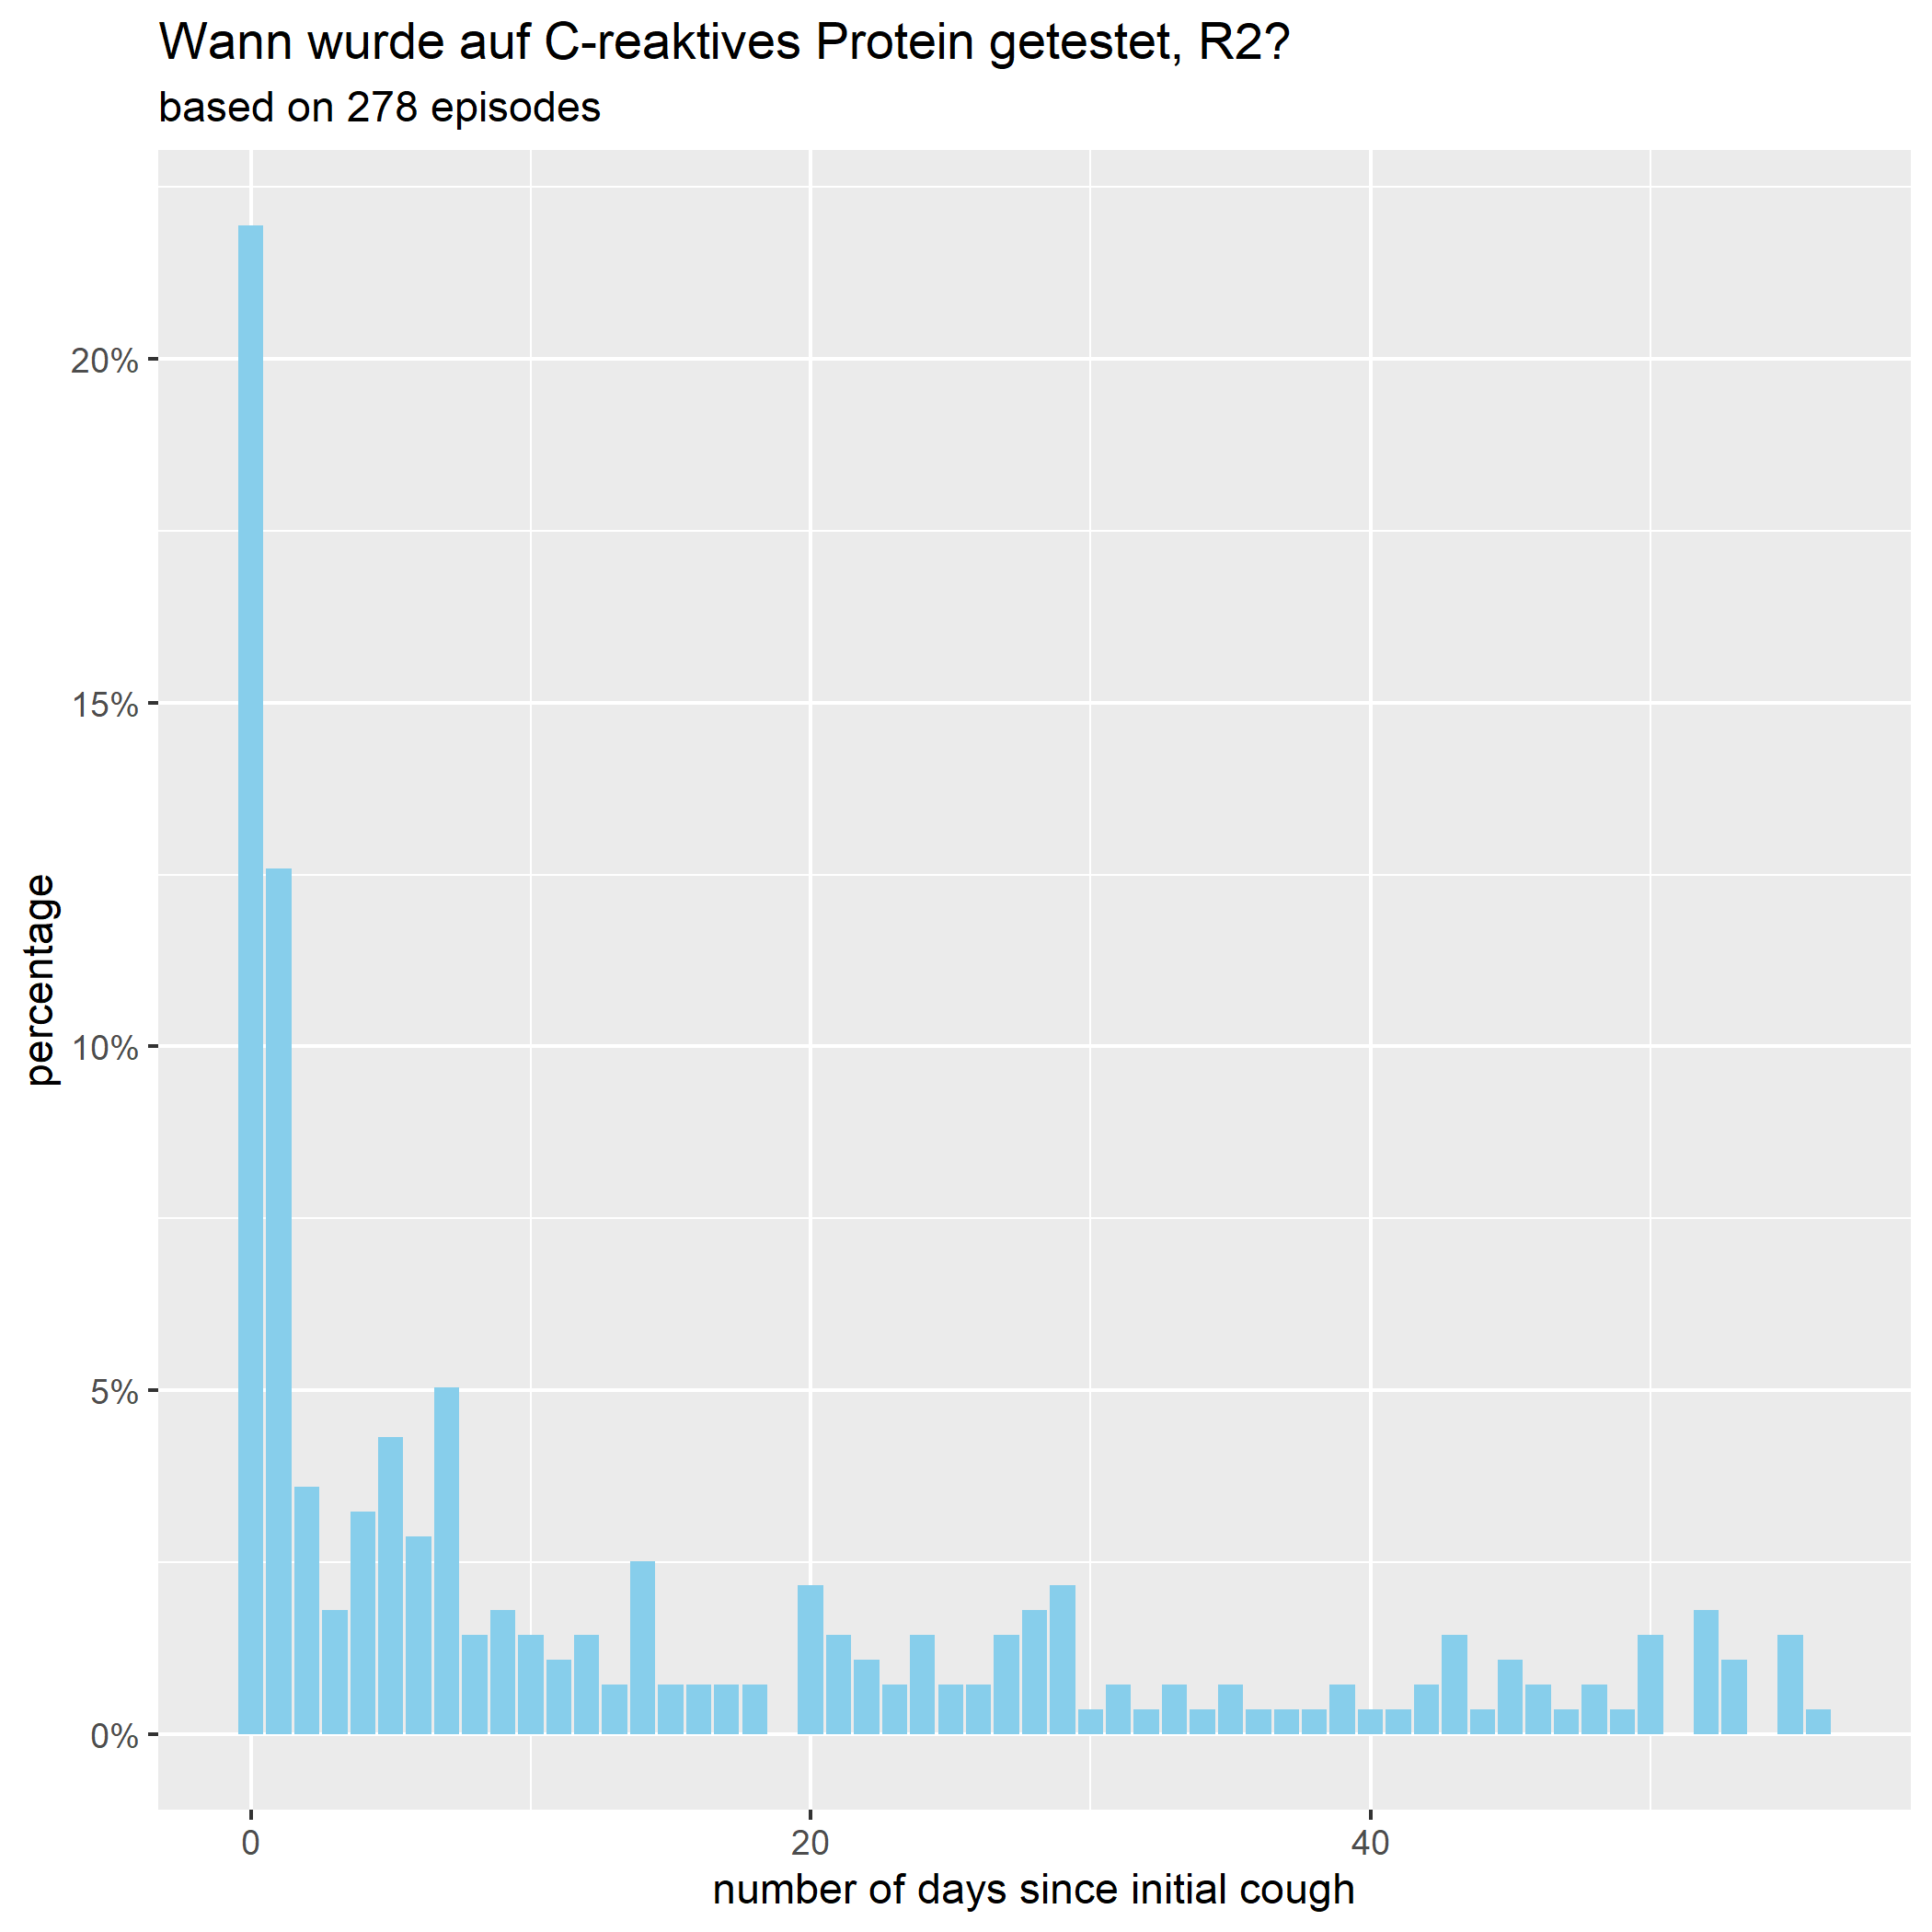 Wann wurde auf C-reaktives Protein getestet, R2?
based on 278 episodes
percentage
20%
15%
10%
5%
0%
0
20
40
number of days since initial cough